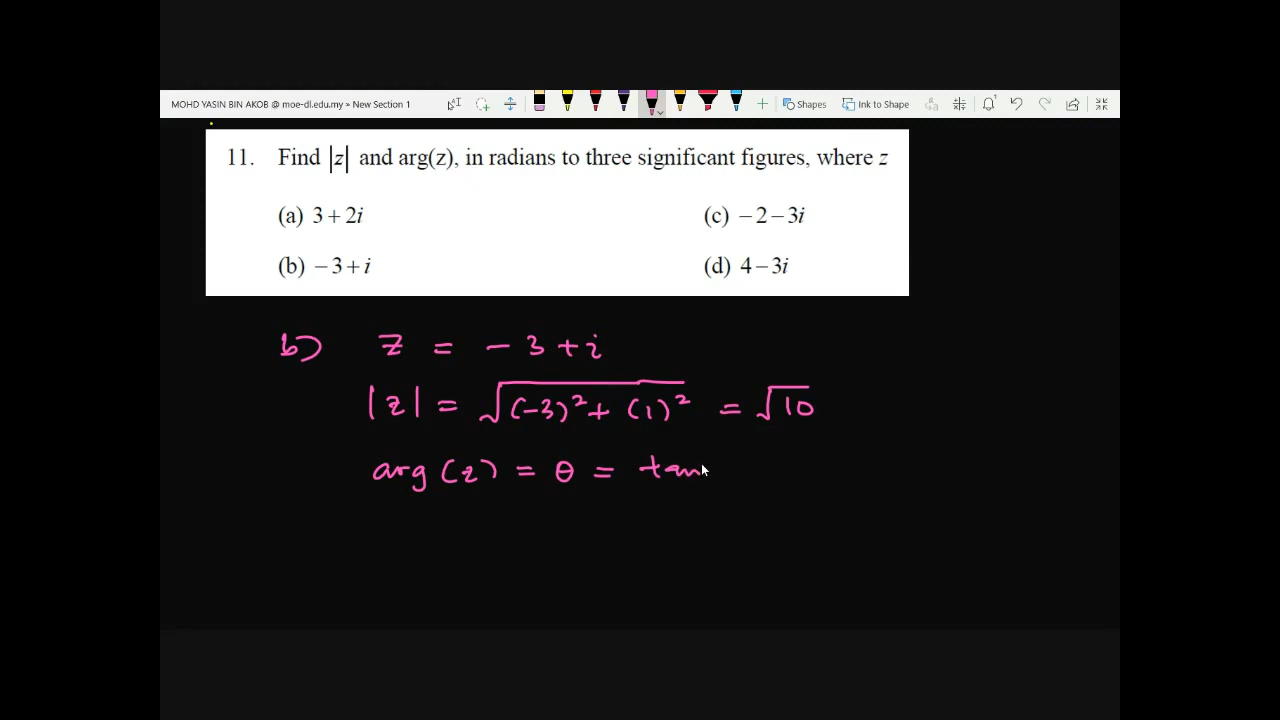 MOHD YASIN BIN AKOB @ moe-dl.edu.my » New Section 1
Shapes
Ink to Shape
11. Find |z| and arg(z), in radians to three significant figures, where z
(a) 3 + 2i (c) −2 − 3i
(b) −3 + i (d) 4 − 3i
b) z = −3 + i
|z| = √((−3)² + (1)²) = √10
arg(z) = θ = tan